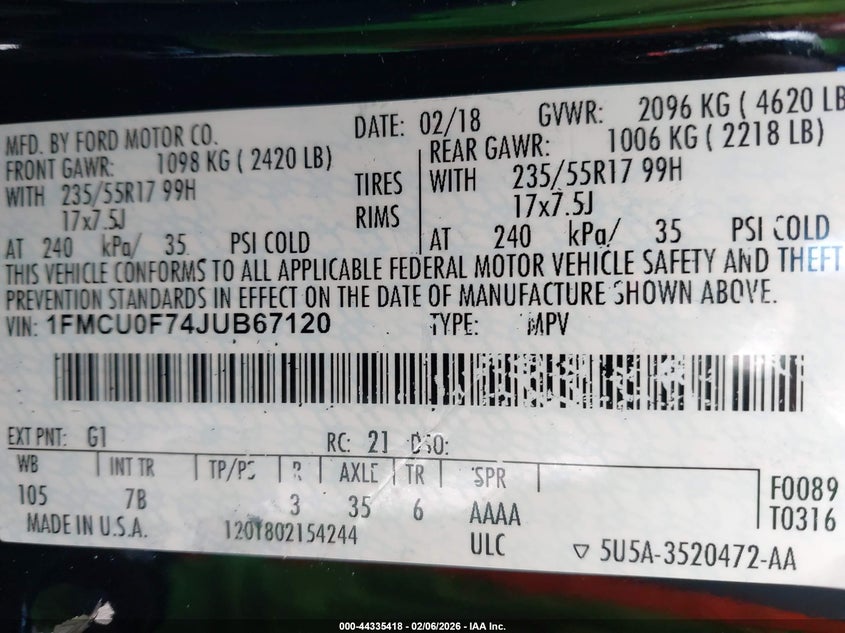 MFD. BY FORD MOTOR CO.
DATE: 02/18
GVWR: 2096 KG ( 4620 LB
FRONT GAWR: 1098 KG ( 2420 LB)
REAR GAWR: 1006 KG ( 2218 LB)
WITH 235/55R17 99H
TIRES
WITH 235/55R17 99H
17x7.5J
RIMS
17x7.5J
AT 240 kPa/ 35 PSI COLD
AT 240 kPa/ 35 PSI COLD
THIS VEHICLE CONFORMS TO ALL APPLICABLE FEDERAL MOTOR VEHICLE SAFETY AND THEFT
PREVENTION STANDARDS IN EFFECT ON THE DATE OF MANUFACTURE SHOWN ABOVE.
VIN: 1FMCU0F74JUB67120
TYPE: MPV
EXT PNT: G1
RC: 21 DSO:
WB INT TR TP/PS R AXLE TR SPR
105 7B 3 35 6 AAAA
F0089
T0316
MADE IN U.S.A.
ULC
5U5A-3520472-AA
000-44335418 - 02/06/2026 - IAA Inc.